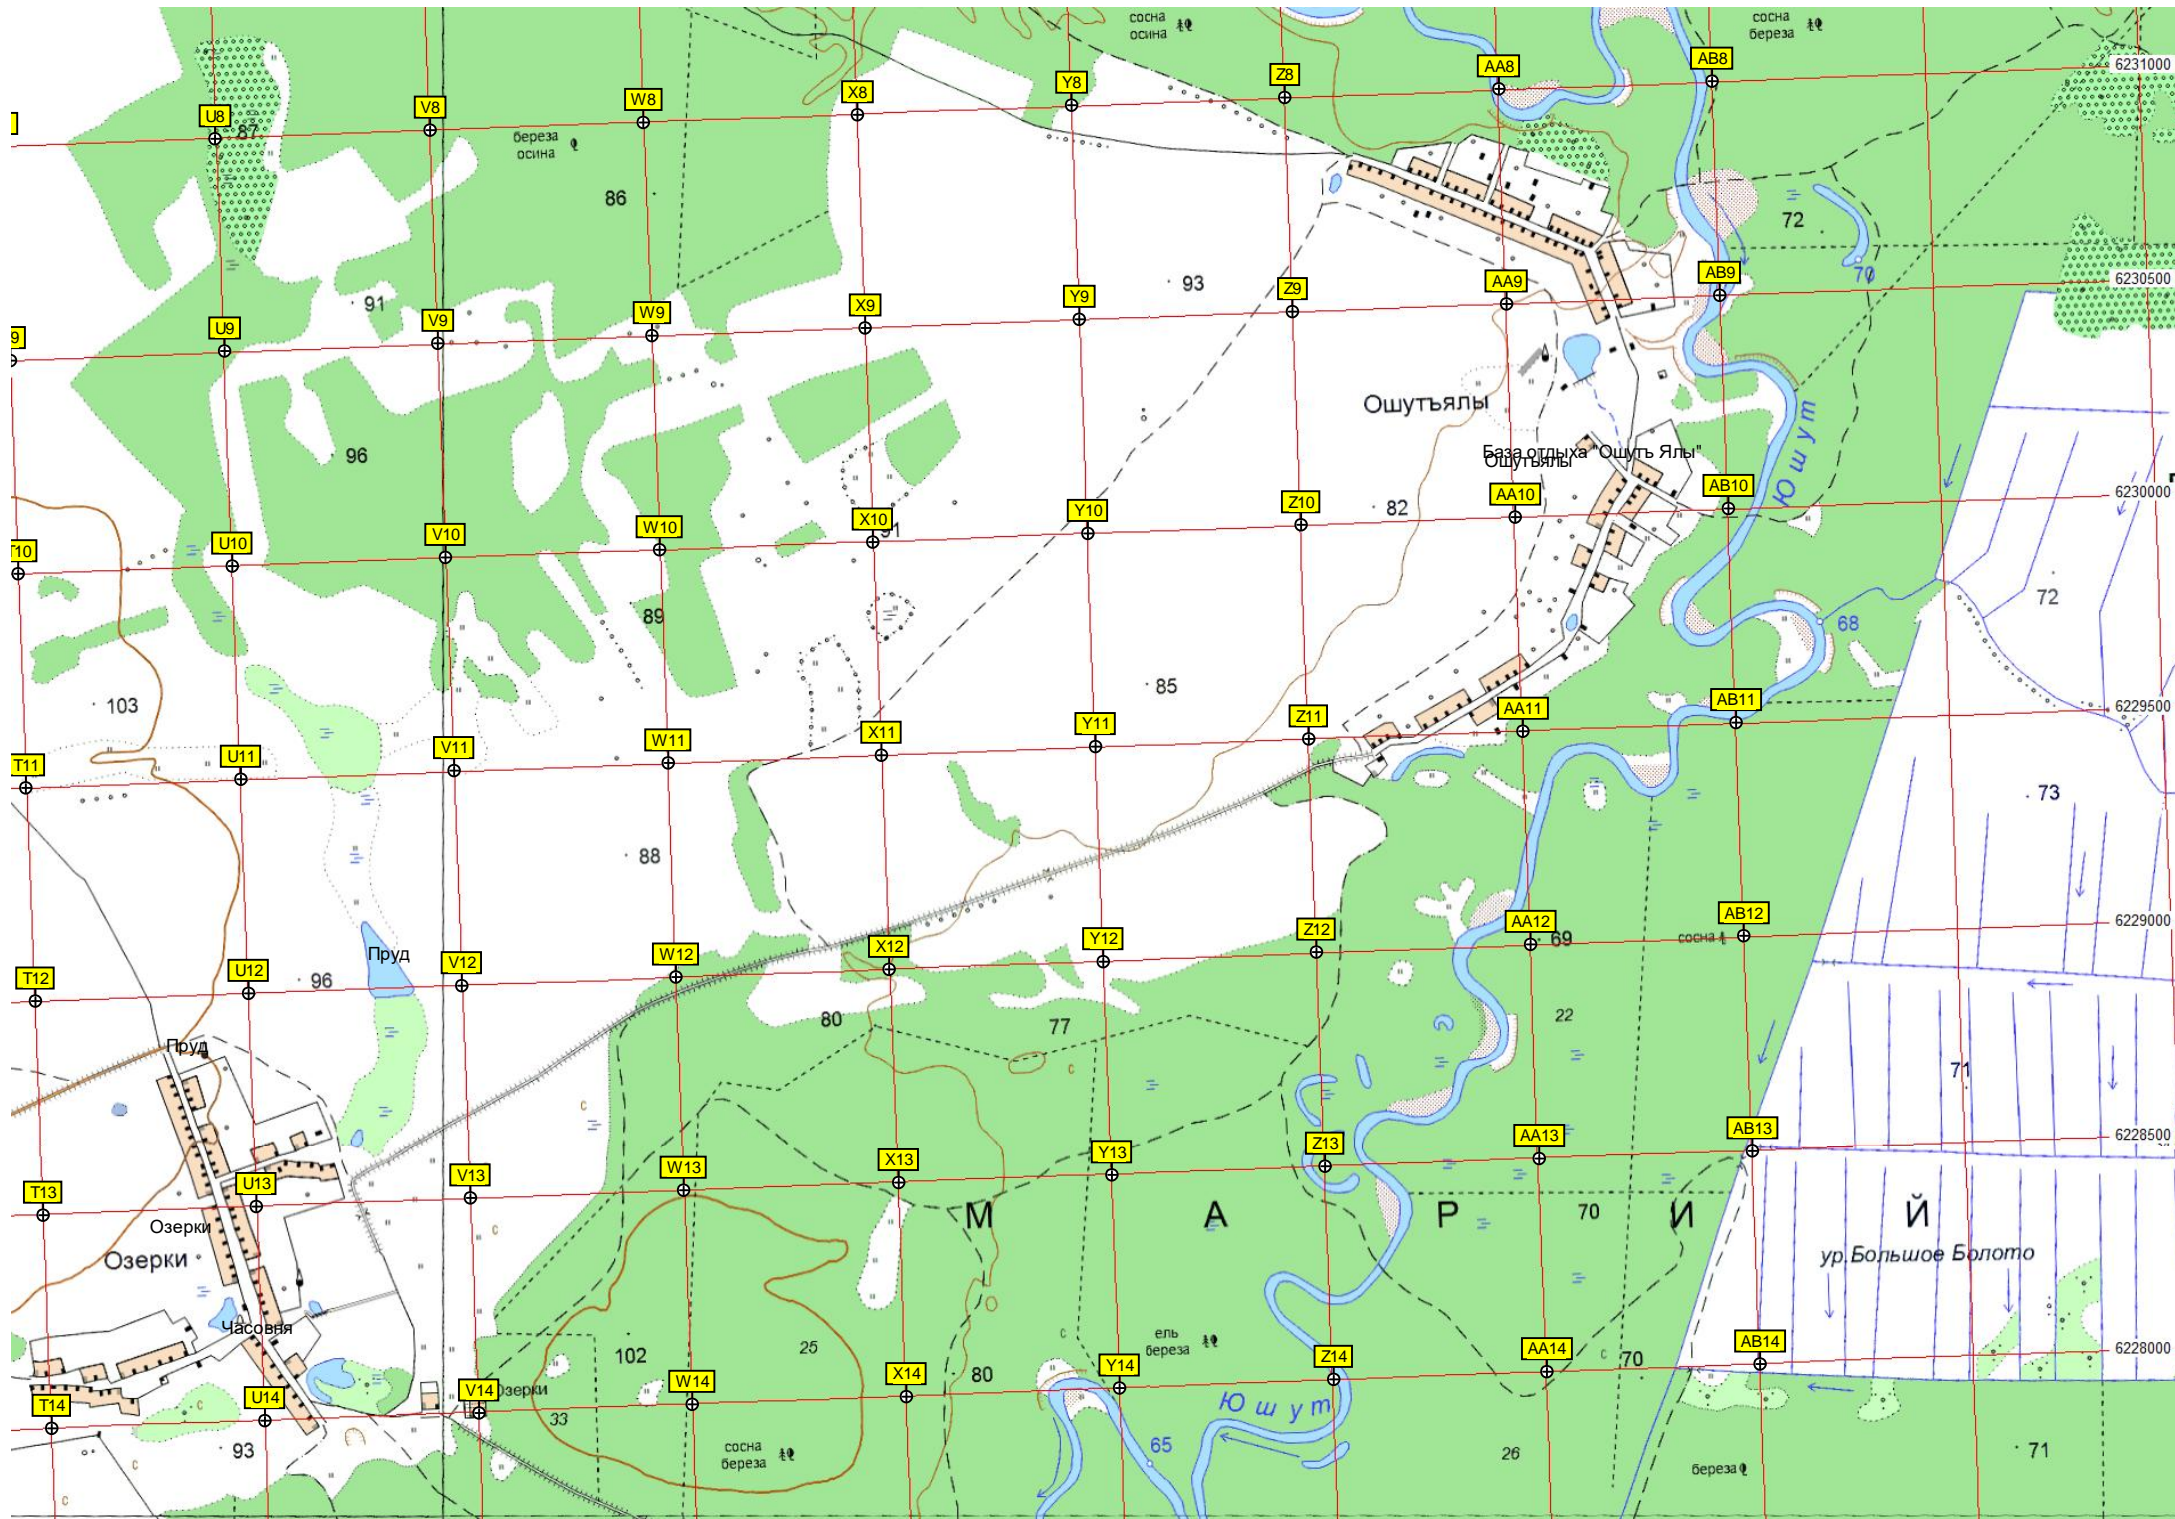 сосна
осина
сосна
береза
6231000
U8
V8
W8
X8
Y8
Z8
AA8
AB8
87
береза
осина
86
72
70
93
91
6230500
U9
V9
W9
X9
Y9
Z9
AA9
AB9
9
96
Ошутъялы
База отдыха "Ошутъ Ялы"
Ошутъялы
Юшут
82
6230000
T10
U10
V10
W10
X10
Y10
Z10
AA10
AB10
91
89
72
68
103
85
6229500
T11
U11
V11
W11
X11
Y11
Z11
AA11
AB11
73
88
6229000
T12
U12
V12
W12
X12
Y12
Z12
AA12
AB12
69
сосна
Пруд
96
80
77
22
Пруд
71
с
с
6228500
T13
U13
V13
W13
X13
Y13
Z13
AA13
AB13
М А Р И Й
70
Озерки
Озерки
с
ур.Большое Болото
Часовня
102
25
80
ель
береза
с
с
70
6228000
T14
U14
V14
W14
X14
Y14
Z14
AA14
AB14
Озерки
33
Юшут
с
93
сосна
береза
65
26
береза
71
с
с